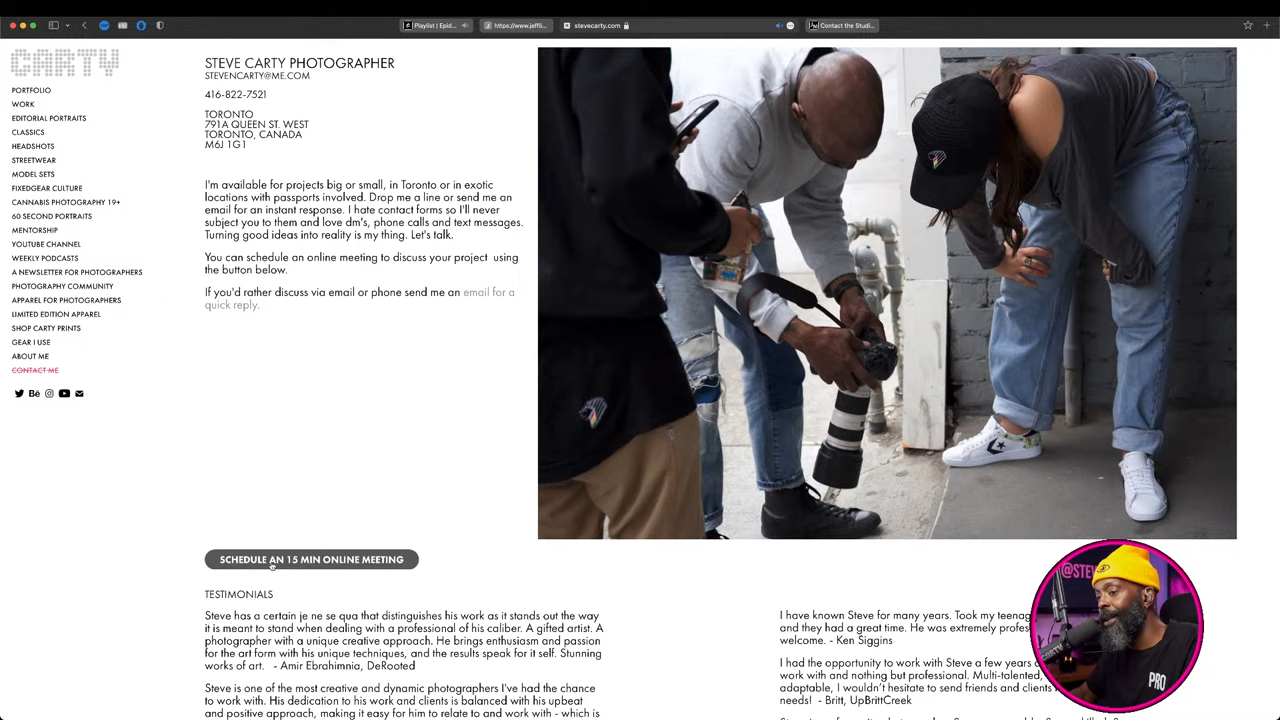 Playlist | Epid...
https://www.jeffli...
stevecarty.com
Contact the Studi...
CARTY
PORTFOLIO
WORK
EDITORIAL PORTRAITS
CLASSICS
HEADSHOTS
STREETWEAR
MODEL SETS
FIXEDGEAR CULTURE
CANNABIS PHOTOGRAPHY 19+
60 SECOND PORTRAITS
MENTORSHIP
YOUTUBE CHANNEL
WEEKLY PODCASTS
A NEWSLETTER FOR PHOTOGRAPHERS
PHOTOGRAPHY COMMUNITY
APPAREL FOR PHOTOGRAPHERS
LIMITED EDITION APPAREL
SHOP CARTY PRINTS
GEAR I USE
ABOUT ME
CONTACT ME
Bē
STEVE CARTY PHOTOGRAPHER
STEVENCARTY@ME.COM
416-822-7521
TORONTO
791A QUEEN ST. WEST
TORONTO, CANADA
M6J 1G1
I'm available for projects big or small, in Toronto or in exotic
locations with passports involved. Drop me a line or send me an
email for an instant response. I hate contact forms so I'll never
subject you to them and love dm's, phone calls and text messages.
Turning good ideas into reality is my thing. Let's talk.
You can schedule an online meeting to discuss your project using
the button below.
If you'd rather discuss via email or phone send me an email for a
quick reply.
SCHEDULE AN 15 MIN ONLINE MEETING
TESTIMONIALS
Steve has a certain je ne se qua that distinguishes his work as it stands out the way
it is meant to stand when dealing with a professional of his caliber. A gifted artist. A
photographer with a unique creative approach. He brings enthusiasm and passion
for the art form with his unique techniques, and the results speak for it self. Stunning
works of art. - Amir Ebrahimnia, DeRooted
Steve is one of the most creative and dynamic photographers I've had the chance
to work with. His dedication to his work and clients is balanced with his upbeat
and positive approach, making it easy for him to relate to and work with - which is
I have known Steve for many years. Took my teenag
and they had a great time. He was extremely profes
welcome. - Ken Siggins
I had the opportunity to work with Steve a few years
work with and nothing but professional. Multi-talented,
adaptable, I wouldn't hesitate to send friends and clients
needs! - Britt, UpBrittCreek
@STEV
CARTY
PRO